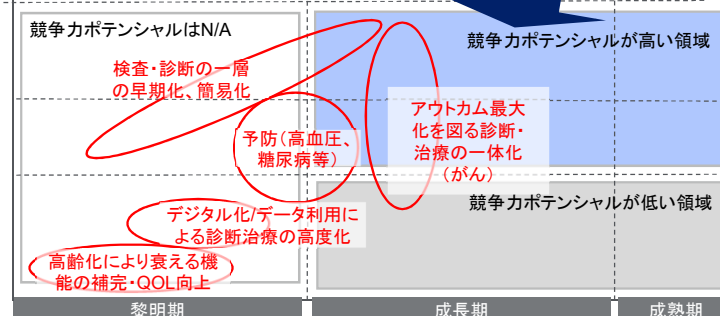 競争力ポテンシャルはN/A
競争力ポテンシャルが高い領域
検査・診断の一層
の早期化、簡易化
アウトカム最大
化を図る診断・
治療の一体化
(がん)
予防(高血圧、
糖尿病等)
競争力ポテンシャルが低い領域
デジタル化/データ利用に
よる診断治療の高度化
高齢化により衰える機
能の補完・QOL向上
黎明期
成長期
成熟期